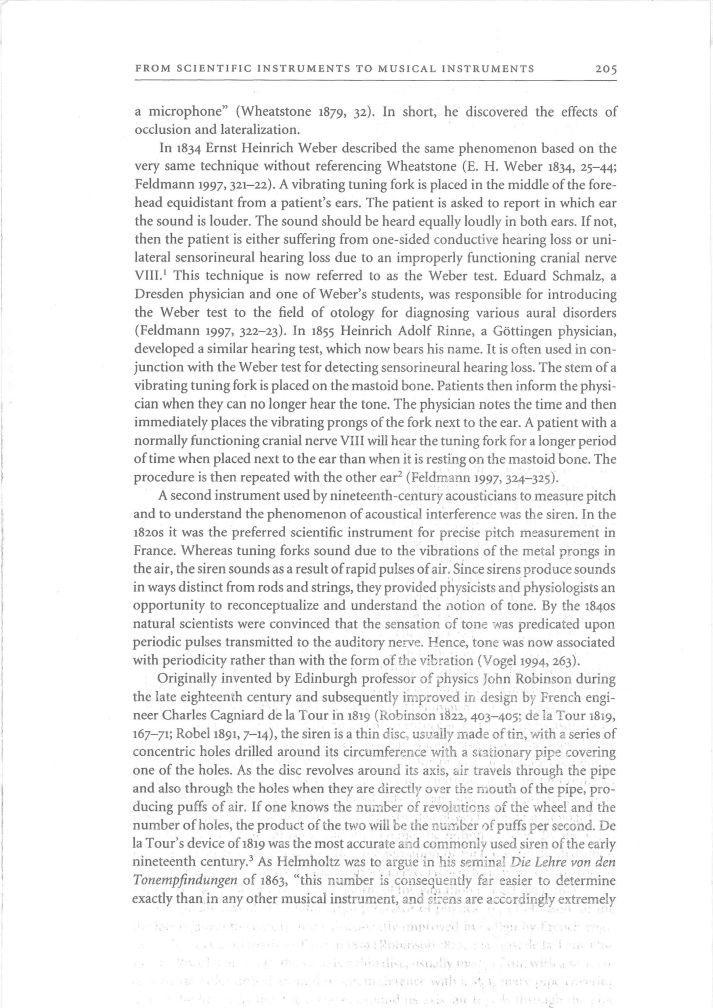 FROM SCIENTIFIC INSTRUMENTS TO MUSICAL INSTRUMENTS 205
a microphone” (Wheatstone 1879, 32). In short, he discovered the effects of
occlusion and lateralization.
In 1834 Ernst Heinrich Weber described the same phenomenon based on the
very same technique without referencing Wheatstone (E. H. Weber 1834, 25–44;
Feldmann 1997, 321–22). A vibrating tuning fork is placed in the middle of the fore-
head equidistant from a patient’s ears. The patient is asked to report in which ear
the sound is louder. The sound should be heard equally loudly in both ears. If not,
then the patient is either suffering from one-sided conductive hearing loss or uni-
lateral sensorineural hearing loss due to an improperly functioning cranial nerve
VIII.¹ This technique is now referred to as the Weber test. Eduard Schmalz, a
Dresden physician and one of Weber’s students, was responsible for introducing
the Weber test to the field of otology for diagnosing various aural disorders
(Feldmann 1997, 322–23). In 1855 Heinrich Adolf Rinne, a Göttingen physician,
developed a similar hearing test, which now bears his name. It is often used in con-
junction with the Weber test for detecting sensorineural hearing loss. The stem of a
vibrating tuning fork is placed on the mastoid bone. Patients then inform the physi-
cian when they can no longer hear the tone. The physician notes the time and then
immediately places the vibrating prongs of the fork next to the ear. A patient with a
normally functioning cranial nerve VIII will hear the tuning fork for a longer period
of time when placed next to the ear than when it is resting on the mastoid bone. The
procedure is then repeated with the other ear² (Feldmann 1997, 324–325).
A second instrument used by nineteenth-century acousticians to measure pitch
and to understand the phenomenon of acoustical interference was the siren. In the
1820s it was the preferred scientific instrument for precise pitch measurement in
France. Whereas tuning forks sound due to the vibrations of the metal prongs in
the air, the siren sounds as a result of rapid pulses of air. Since sirens produce sounds
in ways distinct from rods and strings, they provided physicists and physiologists an
opportunity to reconceptualize and understand the notion of tone. By the 1840s
natural scientists were convinced that the sensation of tone was predicated upon
periodic pulses transmitted to the auditory nerve. Hence, tone was now associated
with periodicity rather than with the form of the vibration (Vogel 1994, 263).
Originally invented by Edinburgh professor of physics John Robinson during
the late eighteenth century and subsequently improved in design by French engi-
neer Charles Cagniard de la Tour in 1819 (Robinson 1822, 403–405; de la Tour 1819,
167–71; Robel 1891, 7–14), the siren is a thin disc, usually made of tin, with a series of
concentric holes drilled around its circumference with a stationary pipe covering
one of the holes. As the disc revolves around its axis, air travels through the pipe
and also through the holes when they are directly over the mouth of the pipe, pro-
ducing puffs of air. If one knows the number of revolutions of the wheel and the
number of holes, the product of the two will be the number of puffs per second. De
la Tour’s device of 1819 was the most accurate and commonly used siren of the early
nineteenth century.³ As Helmholtz was to argue in his seminal Die Lehre von den
Tonempfindungen of 1863, “this number is consequently far easier to determine
exactly than in any other musical instrument, and sirens are accordingly extremely